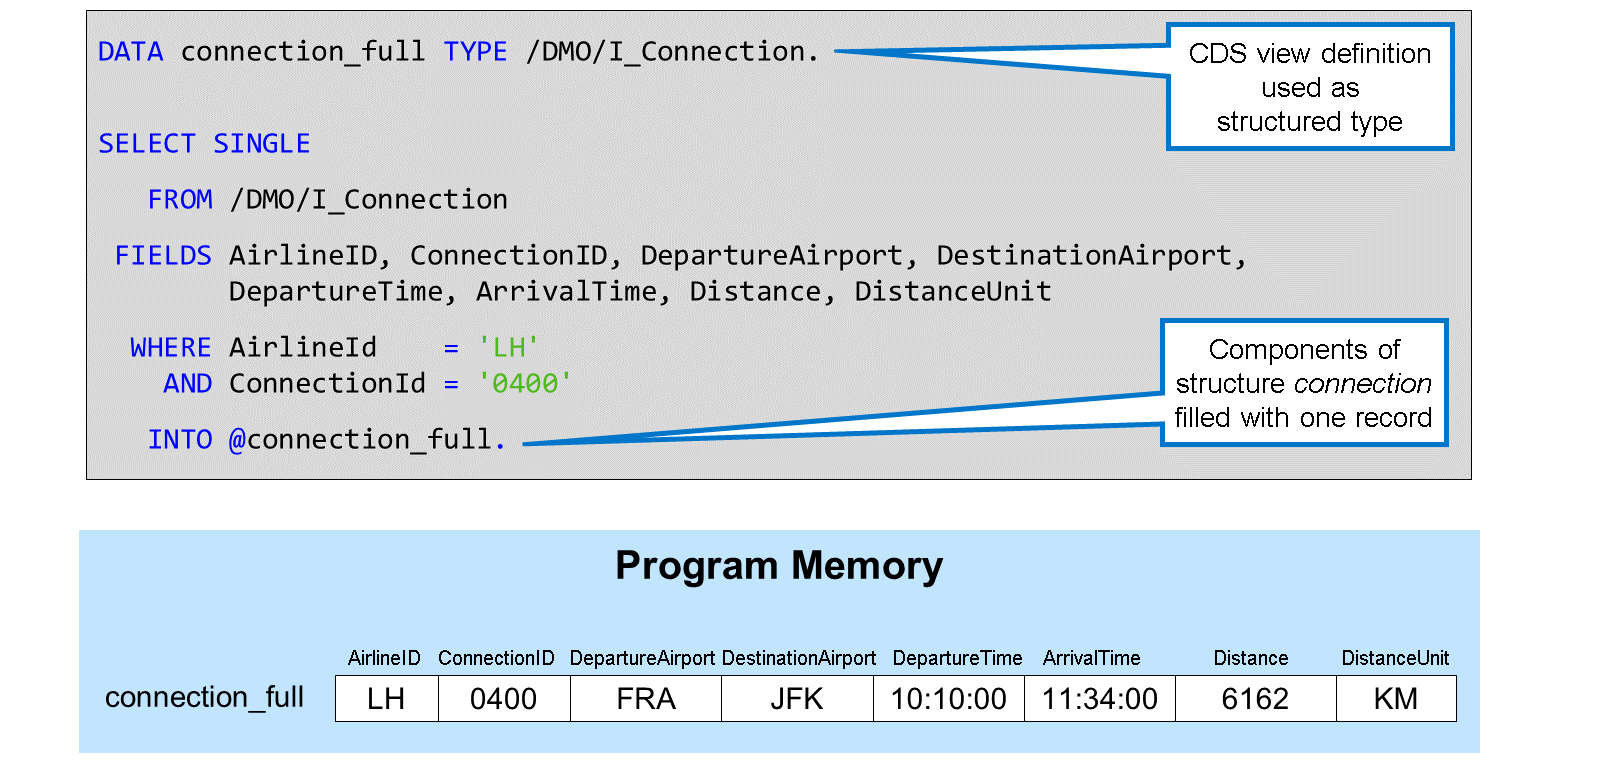 DATA connection_full TYPE /DMO/I_Connection.
CDS view definition
used as
structured type
SELECT SINGLE
FROM /DMO/I_Connection
FIELDS AirlineID, ConnectionID, DepartureAirport, DestinationAirport,
DepartureTime, ArrivalTime, Distance, DistanceUnit
WHERE AirlineId = 'LH'
AND ConnectionId = '0400'
INTO @connection_full.
Components of
structure connection
filled with one record
Program Memory
AirlineID ConnectionID DepartureAirport DestinationAirport DepartureTime ArrivalTime Distance DistanceUnit
connection_full LH 0400 FRA JFK 10:10:00 11:34:00 6162 KM